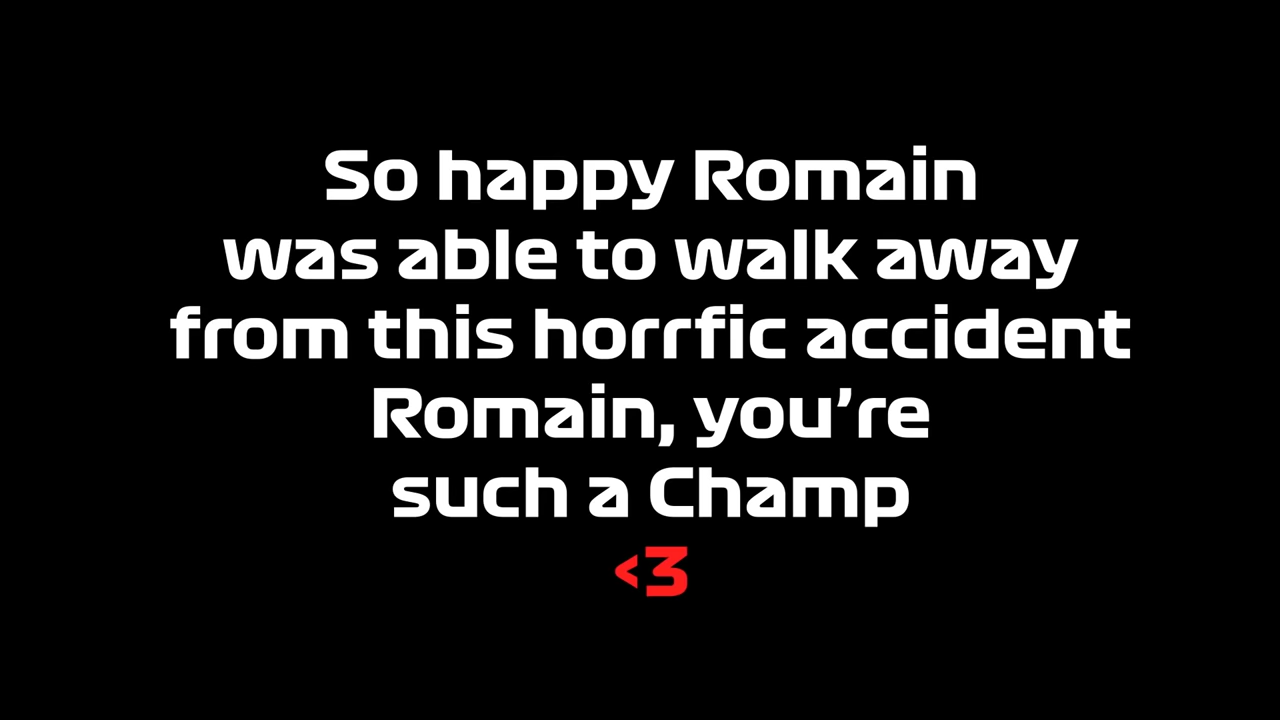 So happy Romain
was able to walk away
from this horrfic accident
Romain, you’re
such a Champ
<3